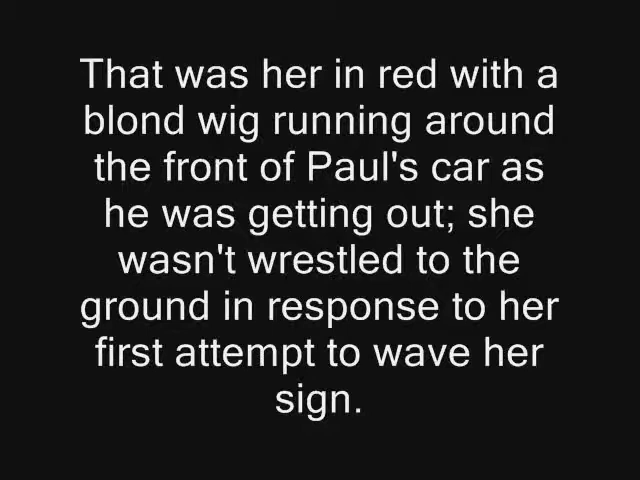 That was her in red with a
blond wig running around
the front of Paul's car as
he was getting out; she
wasn't wrestled to the
ground in response to her
first attempt to wave her
sign.